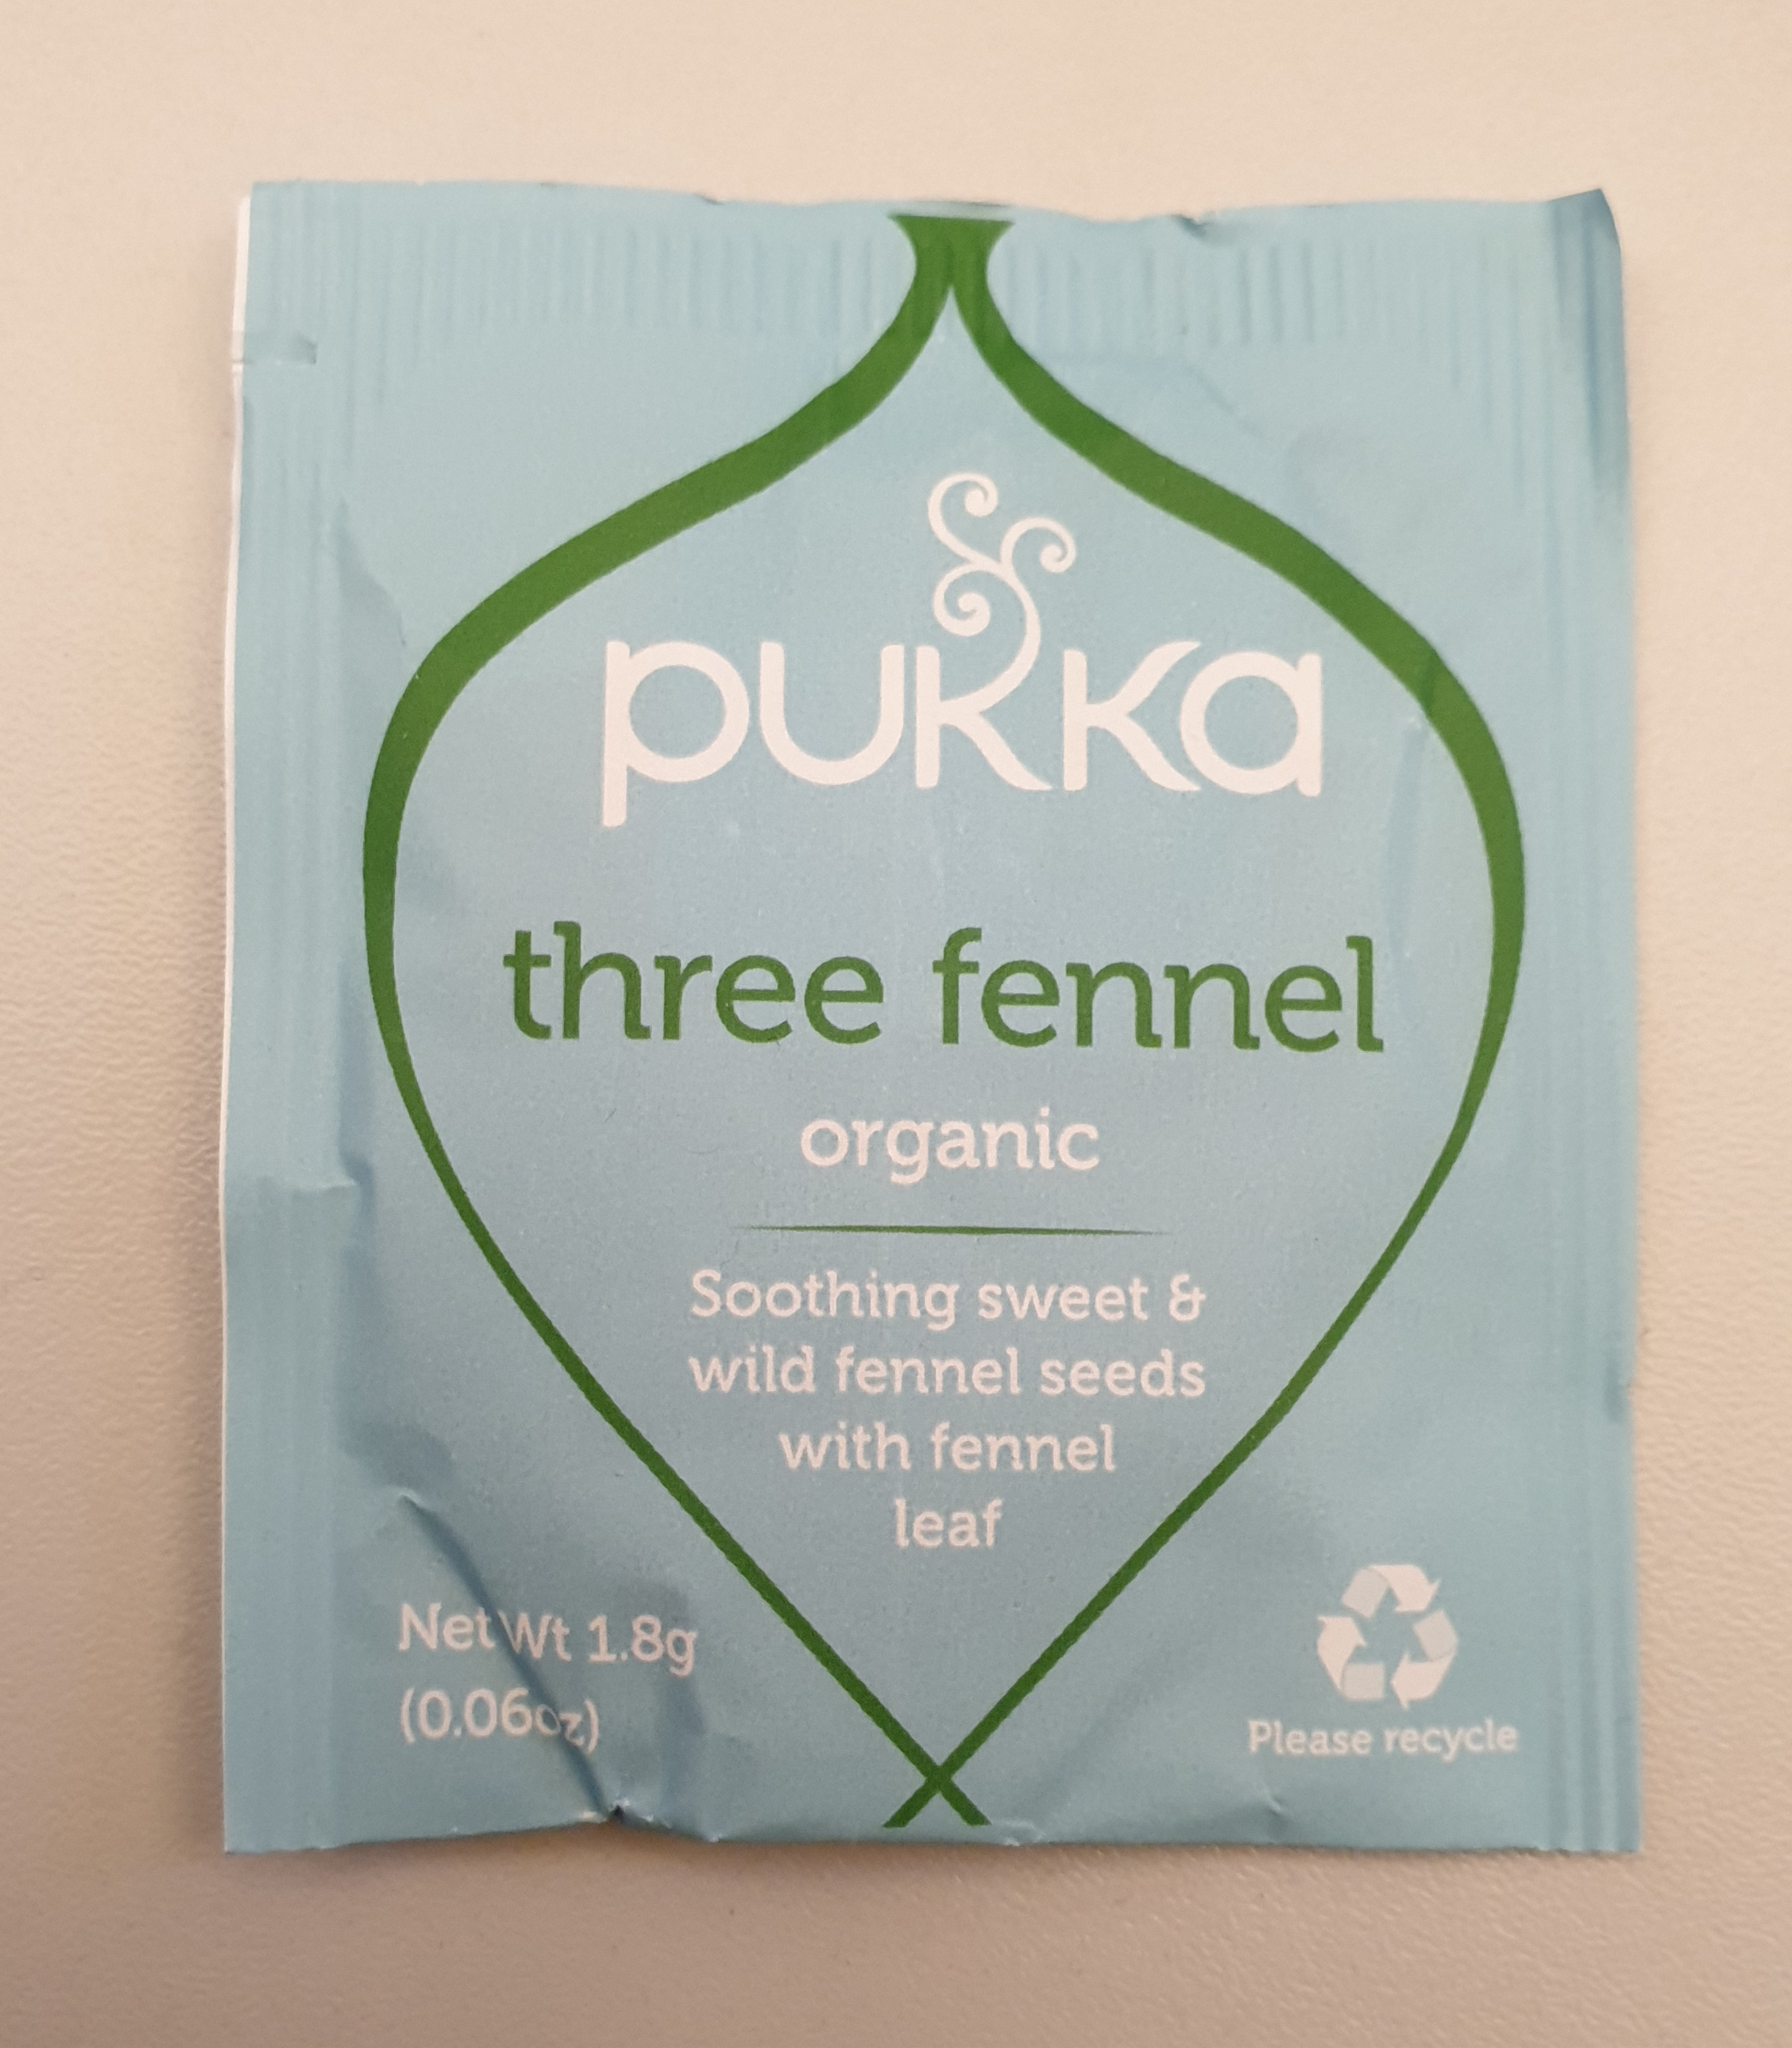 pukka
three fennel
organic
Soothing sweet &
wild fennel seeds
with fennel
leaf
Net Wt 1.8g
(0.06oz)
Please recycle